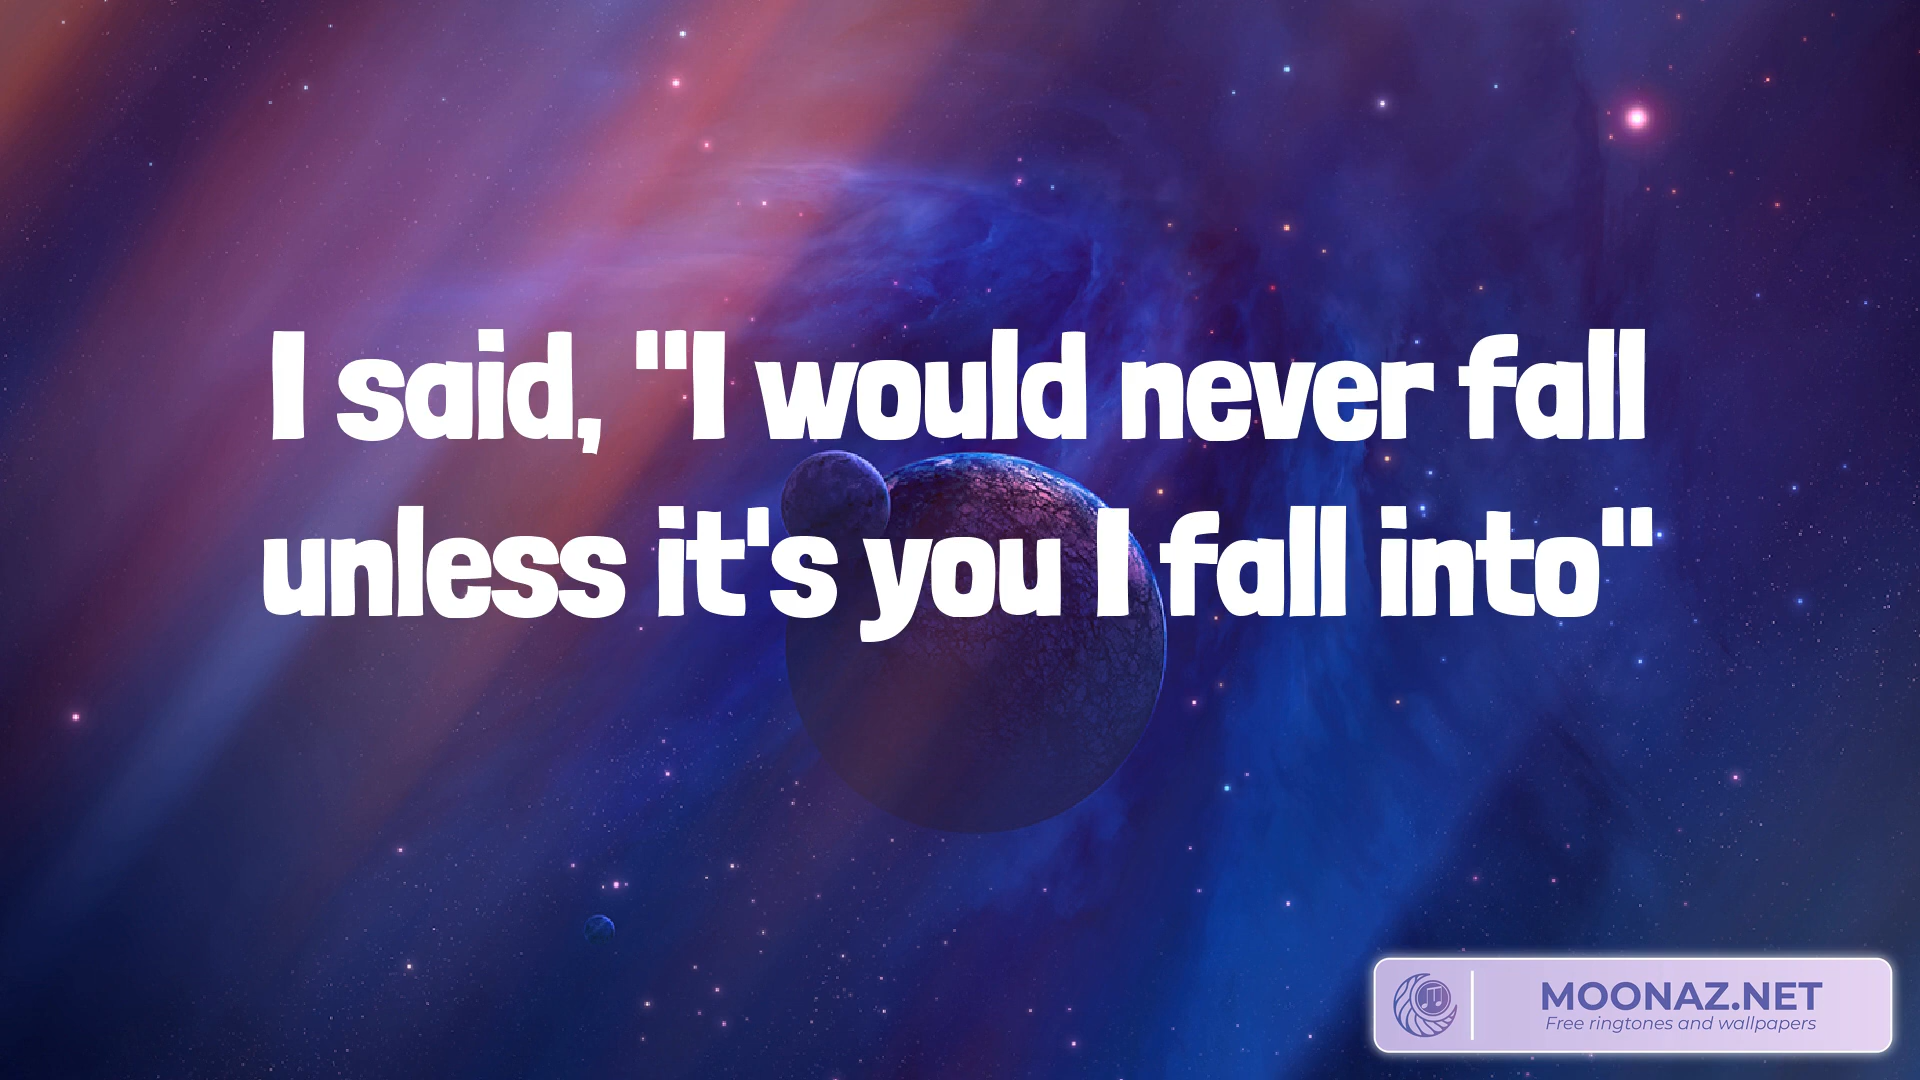 I said, "I would never fall
unless it's you I fall into"
MOONAZ.NET
Free ringtones and wallpapers